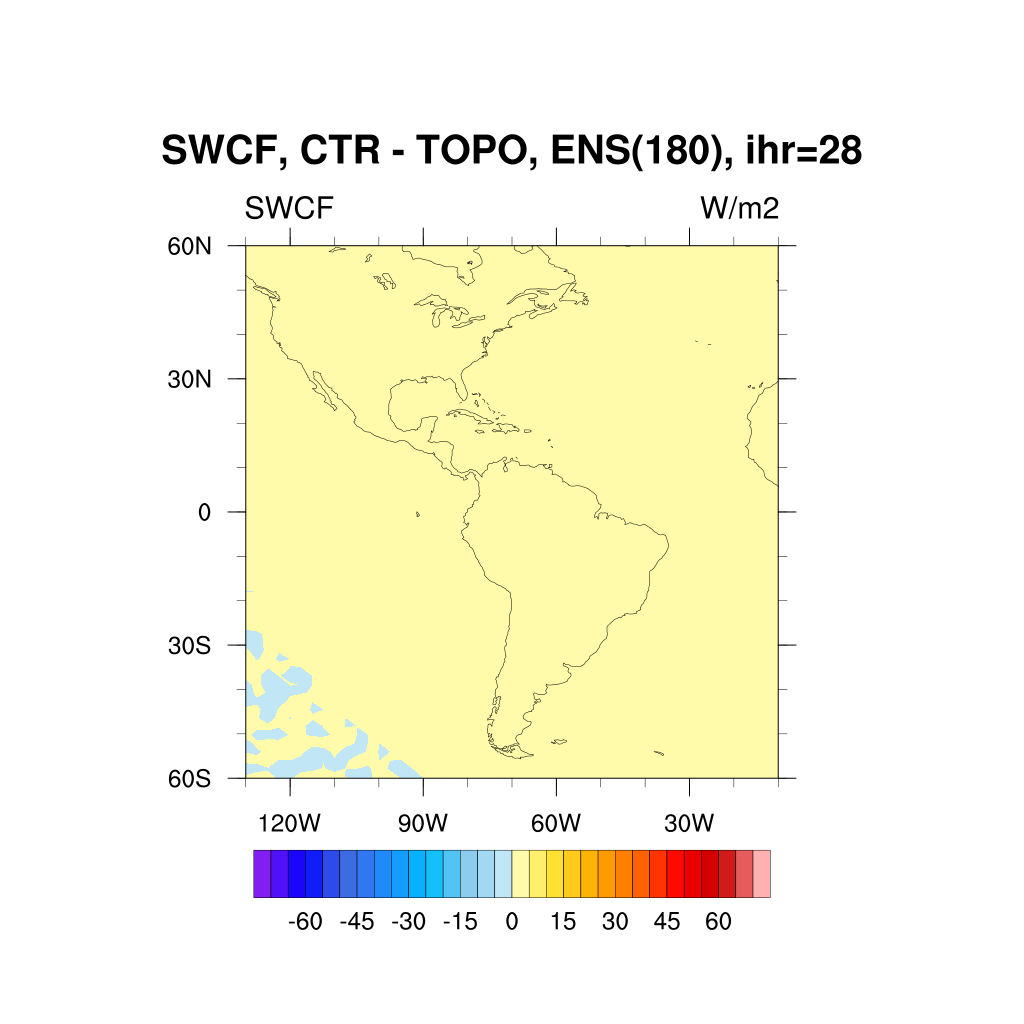 SWCF, CTR - TOPO, ENS(180), ihr=28
SWCF W/m2
60N
30N
0
30S
60S
120W 90W 60W 30W
-60 -45 -30 -15 0 15 30 45 60